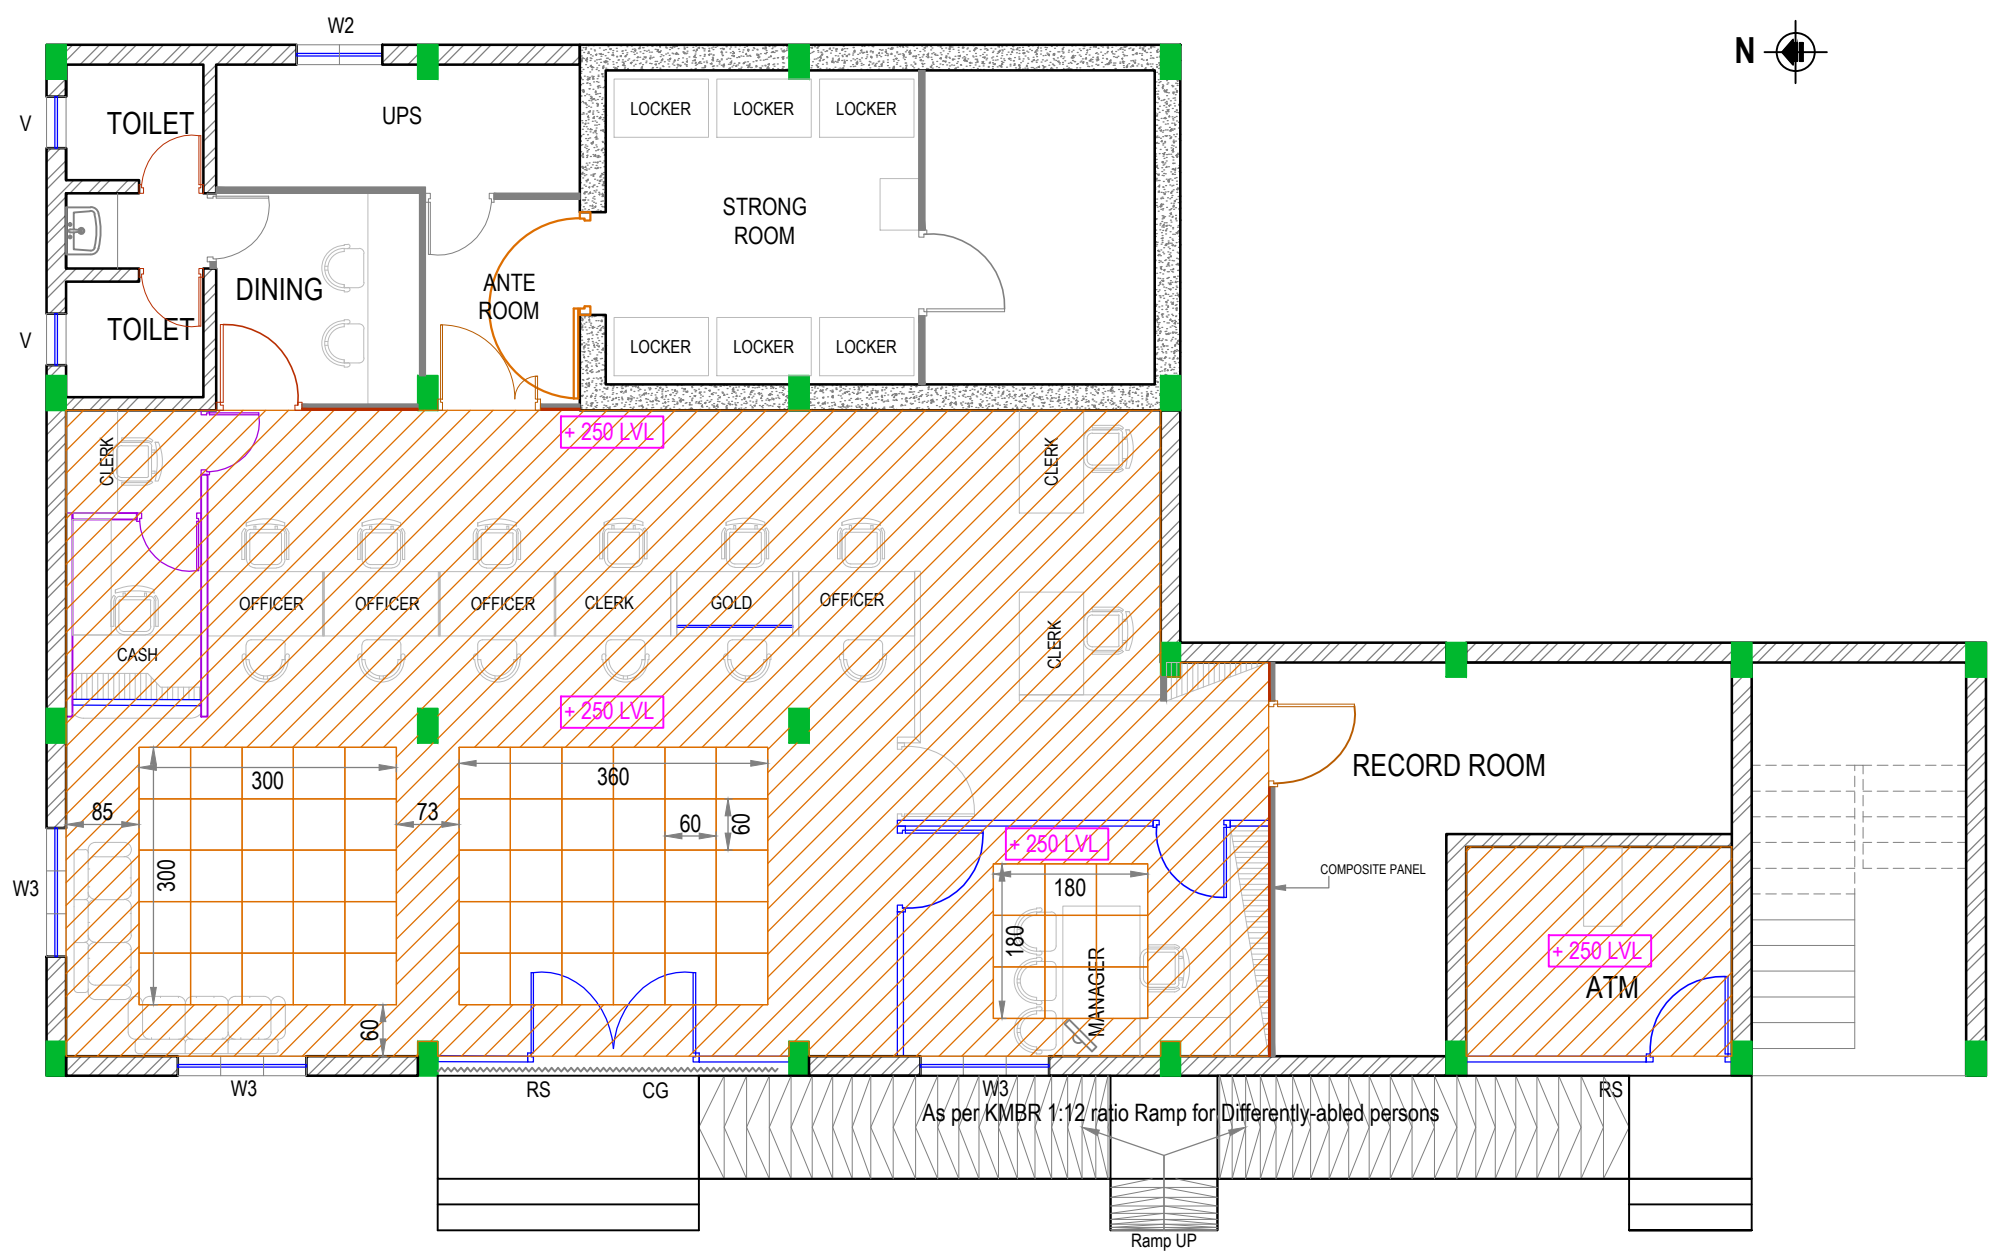 W2
N
V
TOILET
UPS
LOCKER
LOCKER
LOCKER
STRONG
ROOM
DINING
ANTE
ROOM
V
TOILET
LOCKER
LOCKER
LOCKER
+ 250 LVL
CLERK
CLERK
OFFICER
OFFICER
OFFICER
CLERK
GOLD
OFFICER
CASH
CLERK
+ 250 LVL
300
360
RECORD ROOM
85
73
60
60
+ 250 LVL
300
180
COMPOSITE PANEL
W3
180
MANAGER
+ 250 LVL
ATM
60
W3
RS
CG
W3
RS
As per KMBR 1:12 ratio Ramp for Differently-abled persons
Ramp UP